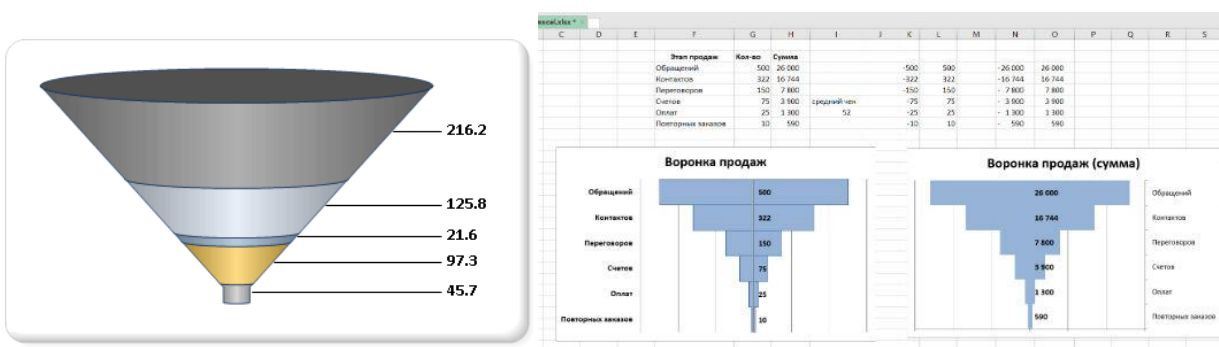 216.2
125.8
21.6
97.3
45.7
excel.xlsx *
C D E F G H I J K L M N O P Q R S
Этап продаж Кол-во Сумма
Обращений 500 26 000 -500 500 -26 000 26 000
Контактов 322 16 744 -322 322 -16 744 16 744
Переговоров 150 7 800 -150 150 - 7 800 7 800
Счетов 75 3 900 средний чек -75 75 - 3 900 3 900
Оплат 25 1 300 52 -25 25 - 1 300 1 300
Повторных заказов 10 590 -10 10 - 590 590
Воронка продаж
Обращений 500
Контактов 322
Переговоров 150
Счетов 75
Оплат 25
Повторных заказов 10
Воронка продаж (сумма)
26 000 Обращений
16 744 Контактов
7 800 Переговоров
3 900 Счетов
1 300 Оплат
590 Повторных заказов